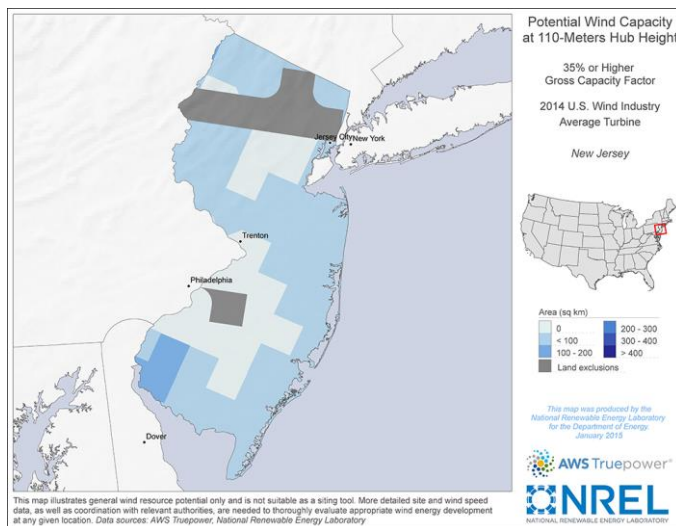 Potential Wind Capacity
at 110-Meters Hub Height
35% or Higher
Gross Capacity Factor
2014 U.S. Wind Industry
Average Turbine
New Jersey
Jersey City
New York
Trenton
Philadelphia
Dover
Area (sq km)
0
< 100
100 - 200
200 - 300
300 - 400
> 400
Land exclusions
This map was produced by the
National Renewable Energy Laboratory
for the Department of Energy.
January 2015
AWS Truepower®
NREL
NATIONAL RENEWABLE ENERGY LABORATORY
This map illustrates general wind resource potential only and is not suitable as a siting tool. More detailed site and wind speed
data, as well as coordination with relevant authorities, are needed to thoroughly evaluate appropriate wind energy development
at any given location. Data sources: AWS Truepower, National Renewable Energy Laboratory